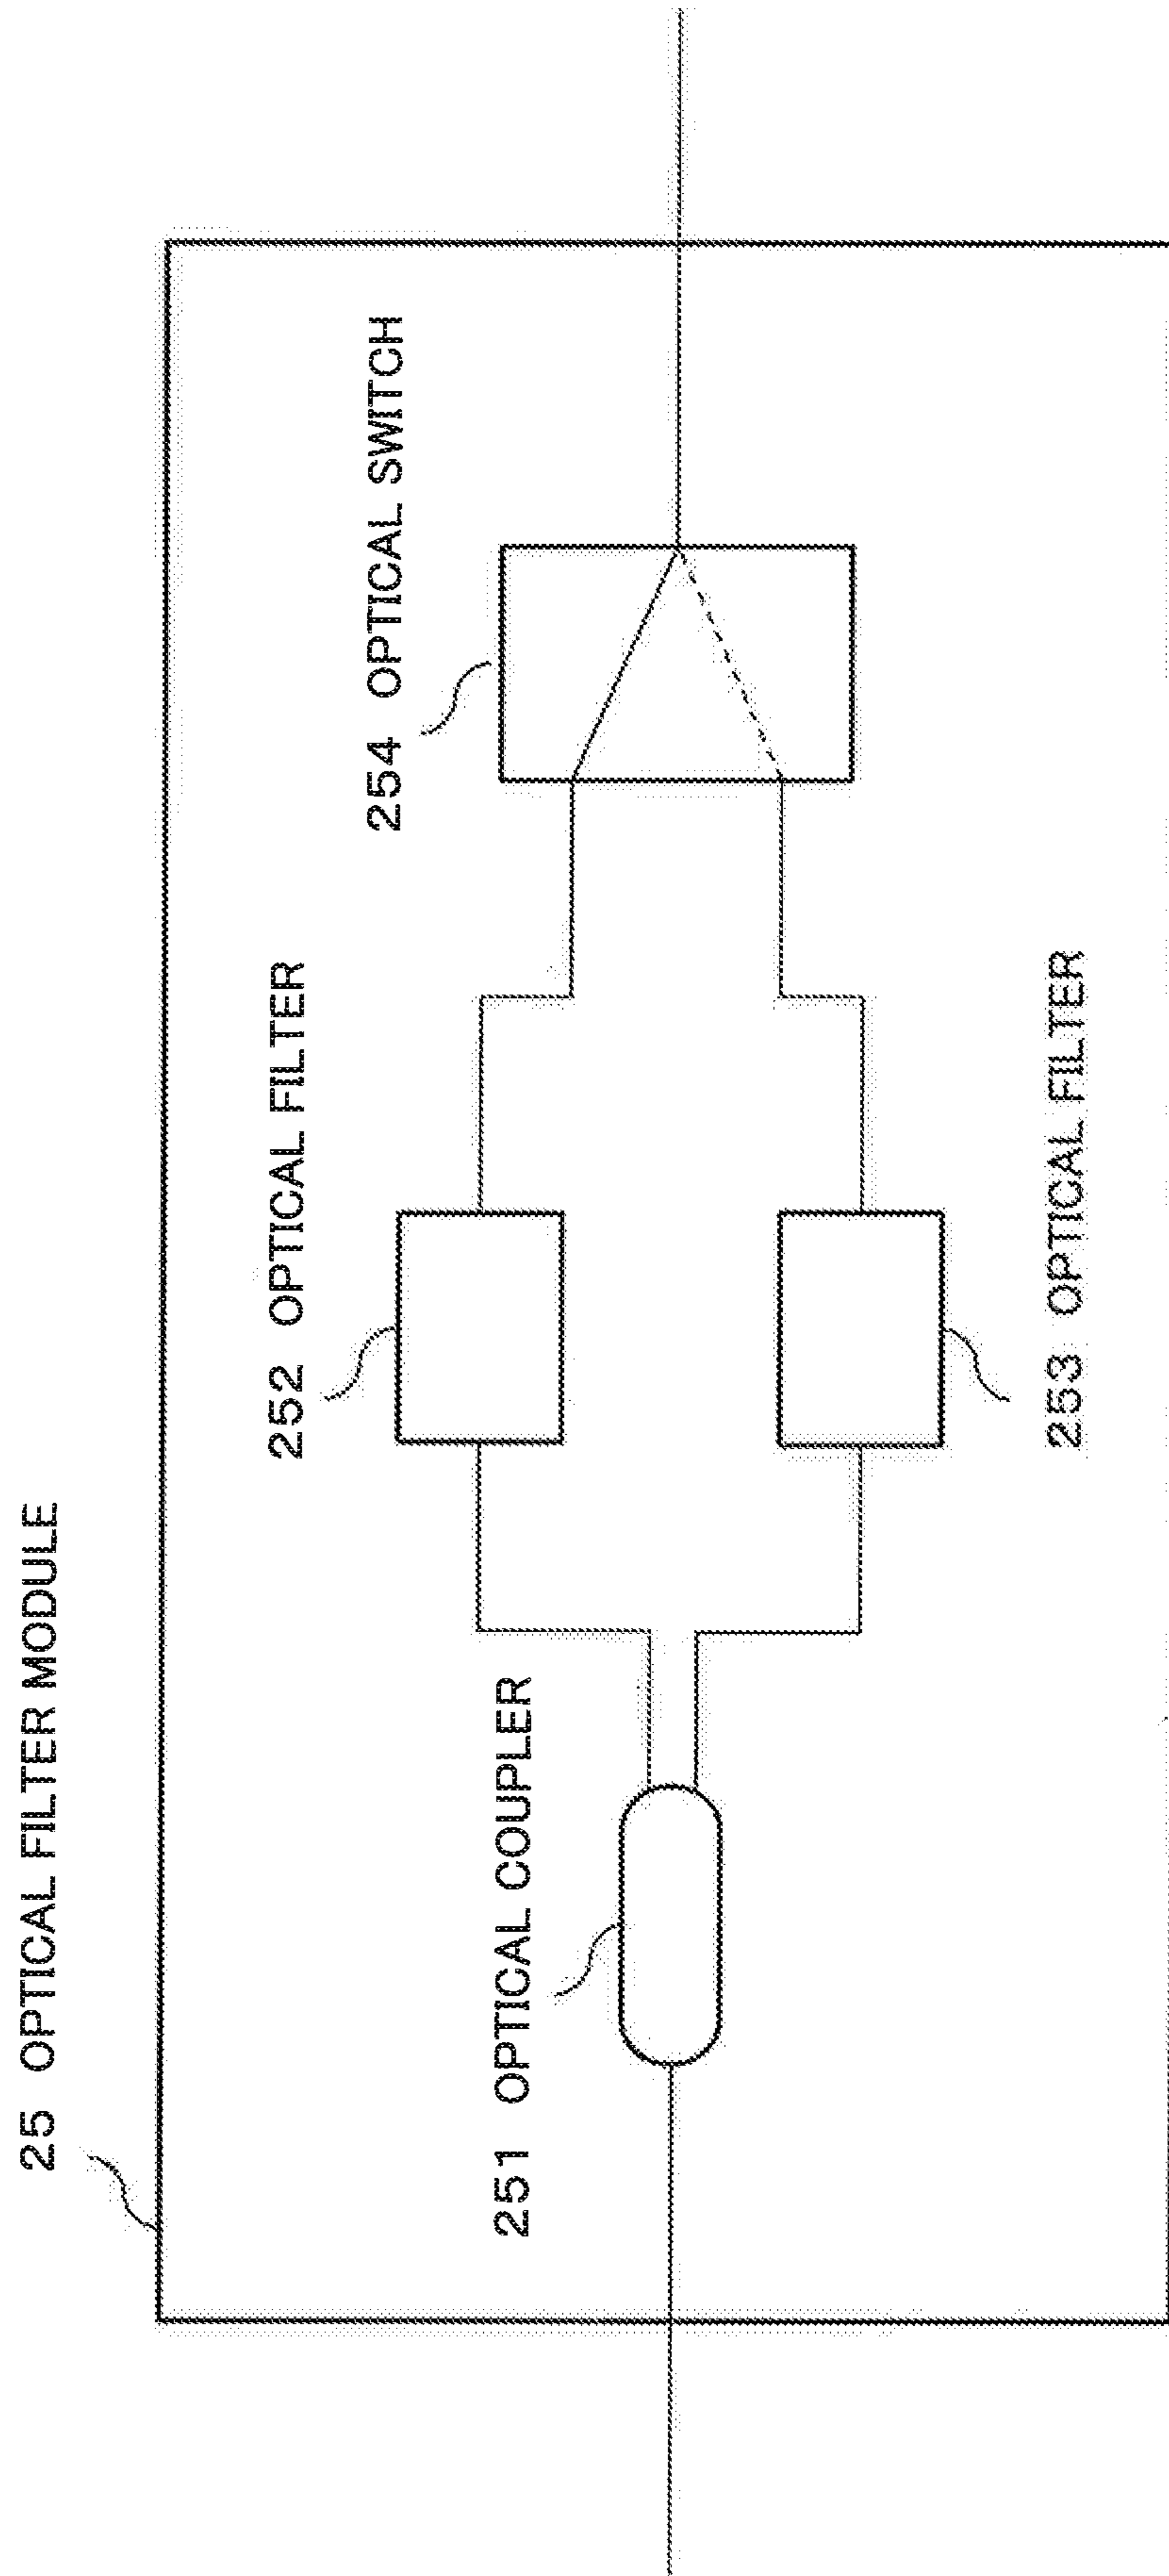 25 OPTICAL FILTER MODULE
252 OPTICAL FILTER
254 OPTICAL SWITCH
251 OPTICAL COUPLER
253 OPTICAL FILTER